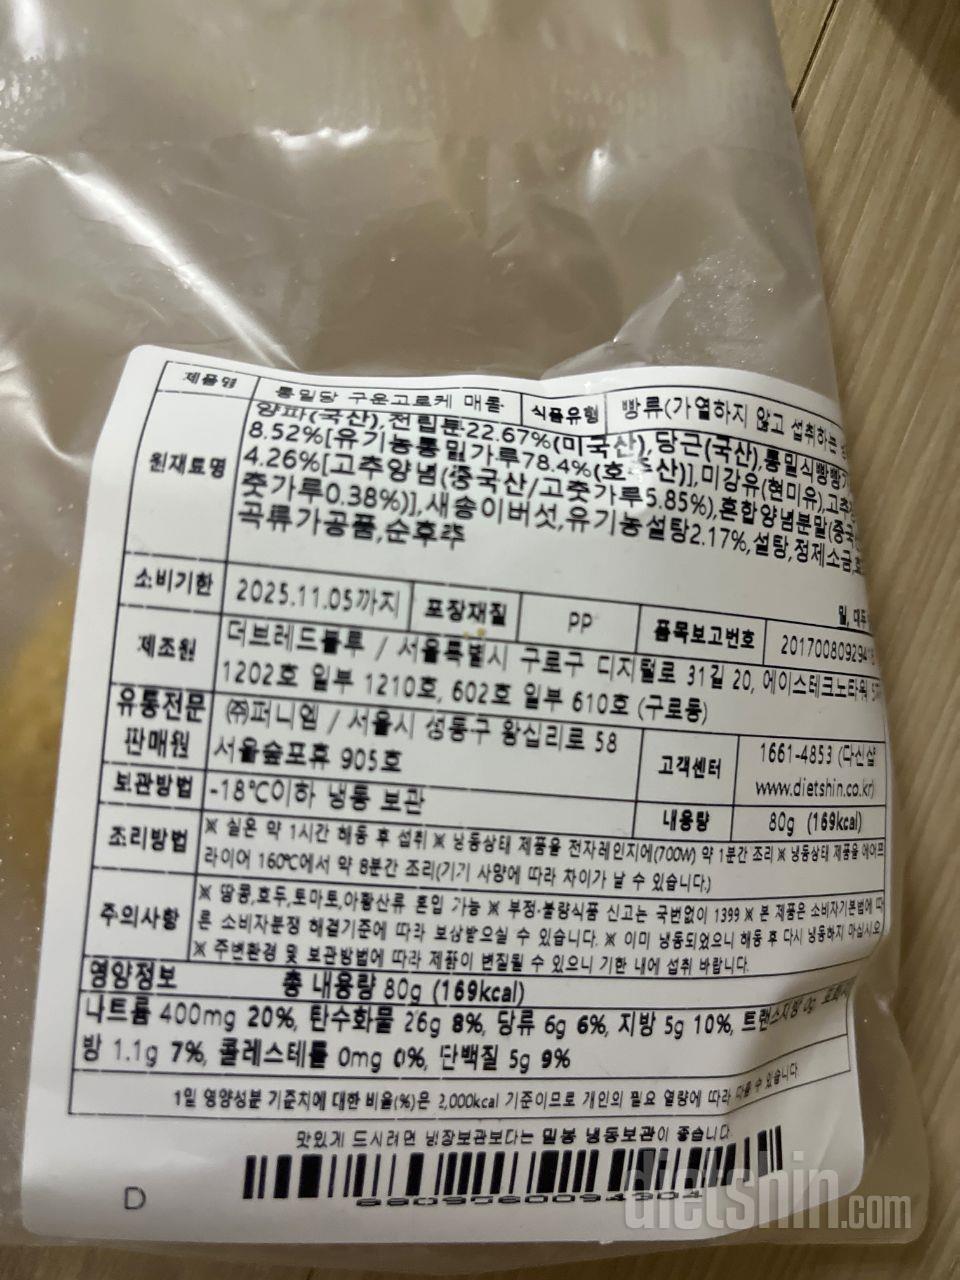 제품명 통밀당 구운고로케 매콤 식품유형 빵류(가열하지 않고 섭취하는
원재료명 양파(국산),전립분22.67%(미국산),당근(국산),통밀식빵빵가
8.52%[유기농통밀가루78.4%(호주산)],미강유(현미유),고추
4.26%[고추양념(중국산/고춧가루5.85%),혼합양념분말(중국
춧가루0.38%)],새송이버섯,유기농설탕2.17%,설탕,정제소금
곡류가공품,순후추
밀, 대두
소비기한 2025.11.05까지 포장재질 PP 품목보고번호 2017008092941
제조원 더브레드블루 / 서울특별시 구로구 디지털로 31길 20, 에이스테크노타워
1202호 일부 1210호, 602호 일부 610호 (구로동)
유통전문판매원 ㈜퍼니엠 / 서울시 성동구 왕십리로 58
서울숲포휴 905호
고객센터 1661-4853 (다신샵
www.dietshin.co.kr)
보관방법 -18℃이하 냉동 보관
내용량 80g (169kcal)
조리방법 ※ 실온 약 1시간 해동 후 섭취 ※ 냉동상태 제품을 전자레인지에(700W) 약 1분간 조리 ※ 냉동상태 제품을 에어프
라이어 160℃에서 약 8분간 조리(기기 사양에 따라 차이가 날 수 있습니다.)
주의사항 ※ 땅콩,호두,토마토,아황산류 혼입 가능 ※ 부정·불량식품 신고는 국번없이 1399 ※ 본 제품은 소비자기본법에 따
른 소비자분쟁 해결기준에 따라 보상받으실 수 있습니다. ※ 이미 냉동되었으니 해동 후 다시 냉동하지 마십시오
※ 주변환경 및 보관방법에 따라 제품이 변질될 수 있으니 기한 내에 섭취 바랍니다.
영양정보 총 내용량 80g (169kcal)
나트륨 400mg 20%, 탄수화물 26g 8%, 당류 6g 6%, 지방 5g 10%, 트랜스지방 0g, 포화지
방 1.1g 7%, 콜레스테롤 0mg 0%, 단백질 5g 9%
1일 영양성분 기준치에 대한 비율(%)은 2,000kcal 기준이므로 개인의 필요 열량에 따라 다를 수 있습니다.
맛있게 드시려면 냉장보관보다는 밀봉 냉동보관이 좋습니다
D
dietshin.com